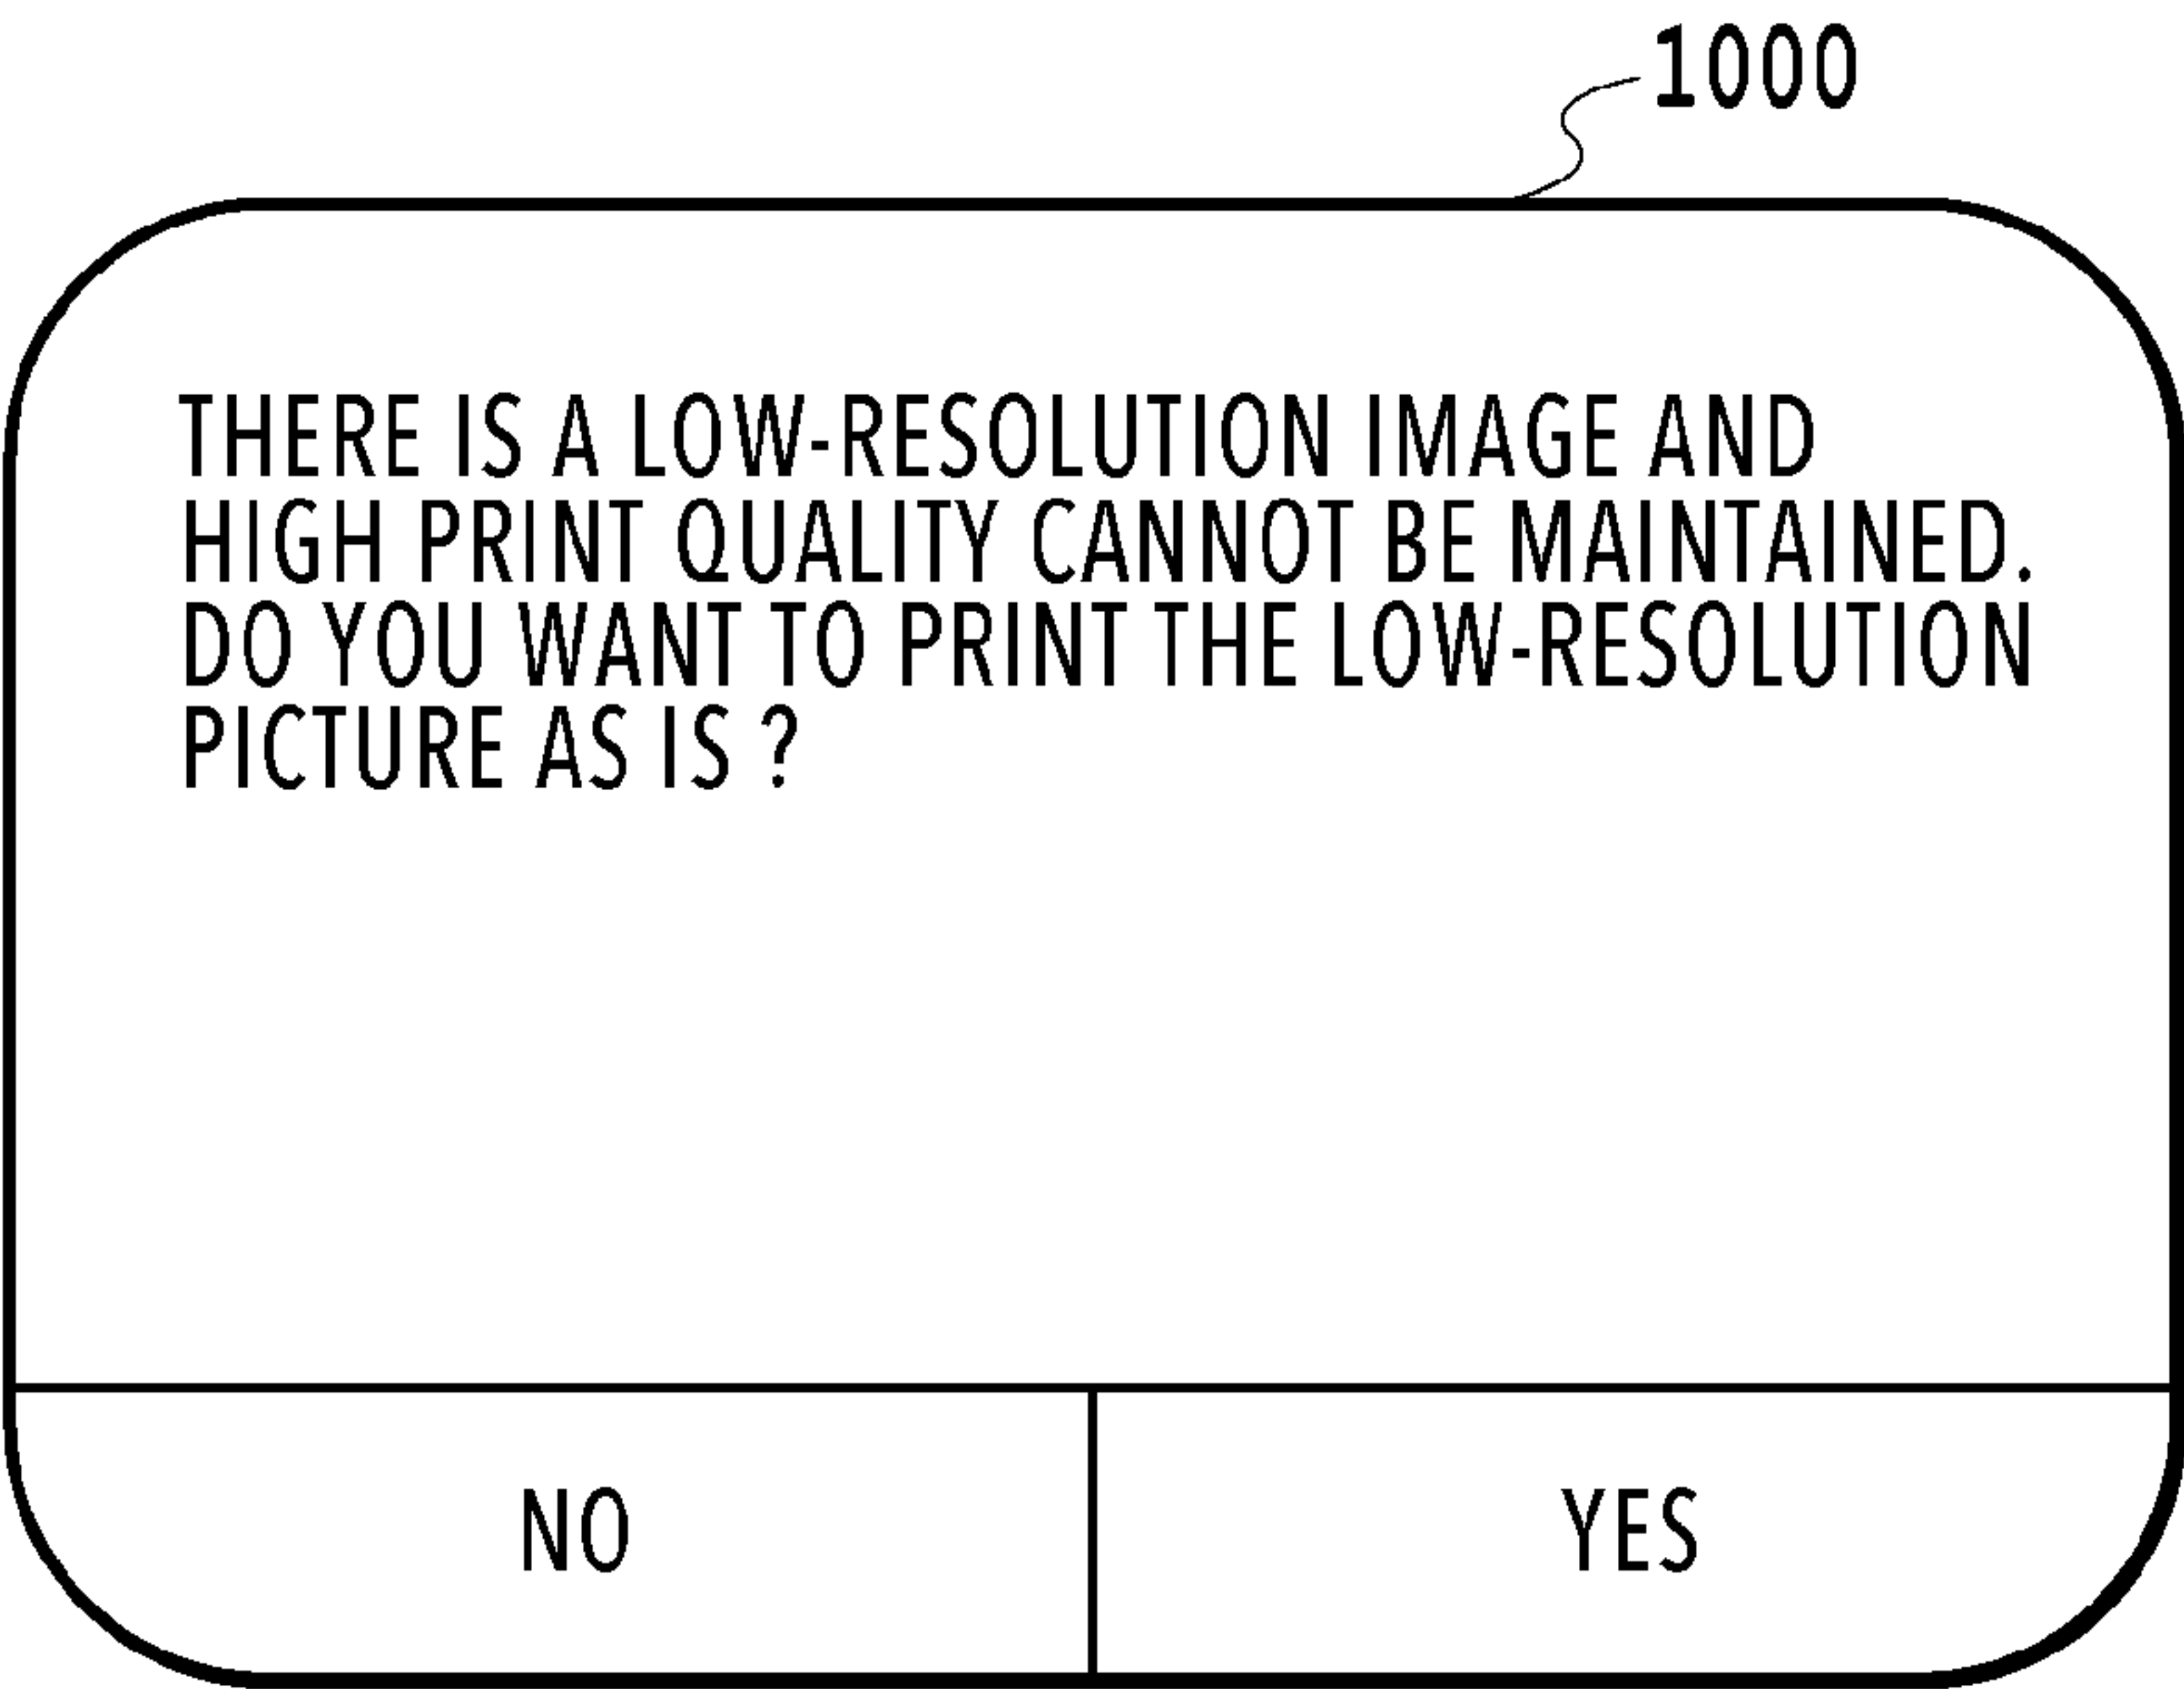 1000
THERE IS A LOW-RESOLUTION IMAGE AND
HIGH PRINT QUALITY CANNOT BE MAINTAINED.
DO YOU WANT TO PRINT THE LOW-RESOLUTION
PICTURE AS IS ?
NO
YES